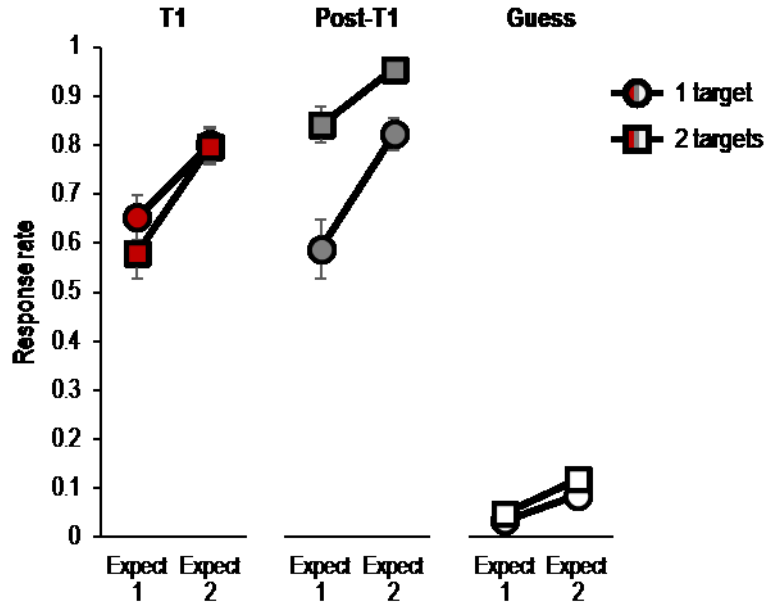 T1 Post-T1 Guess
1
0.9
0.8
0.7
0.6
0.5
0.4
0.3
0.2
0.1
0
Response rate
1 target
2 targets
Expect Expect Expect Expect Expect Expect
1 2 1 2 1 2